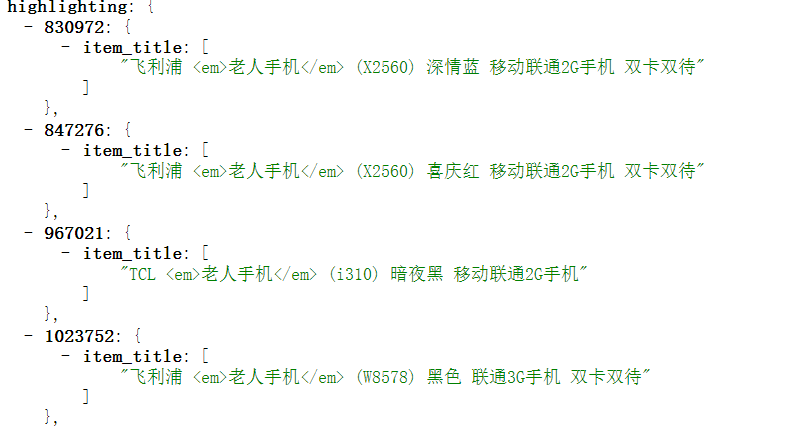 highlighting: {
- 830972: {
- item_title: [
"飞利浦 <em>老人手机</em> (X2560) 深情蓝 移动联通2G手机 双卡双待"
]
},
- 847276: {
- item_title: [
"飞利浦 <em>老人手机</em> (X2560) 喜庆红 移动联通2G手机 双卡双待"
]
},
- 967021: {
- item_title: [
"TCL <em>老人手机</em> (i310) 暗夜黑 移动联通2G手机"
]
},
- 1023752: {
- item_title: [
"飞利浦 <em>老人手机</em> (W8578) 黑色 联通3G手机 双卡双待"
]
},